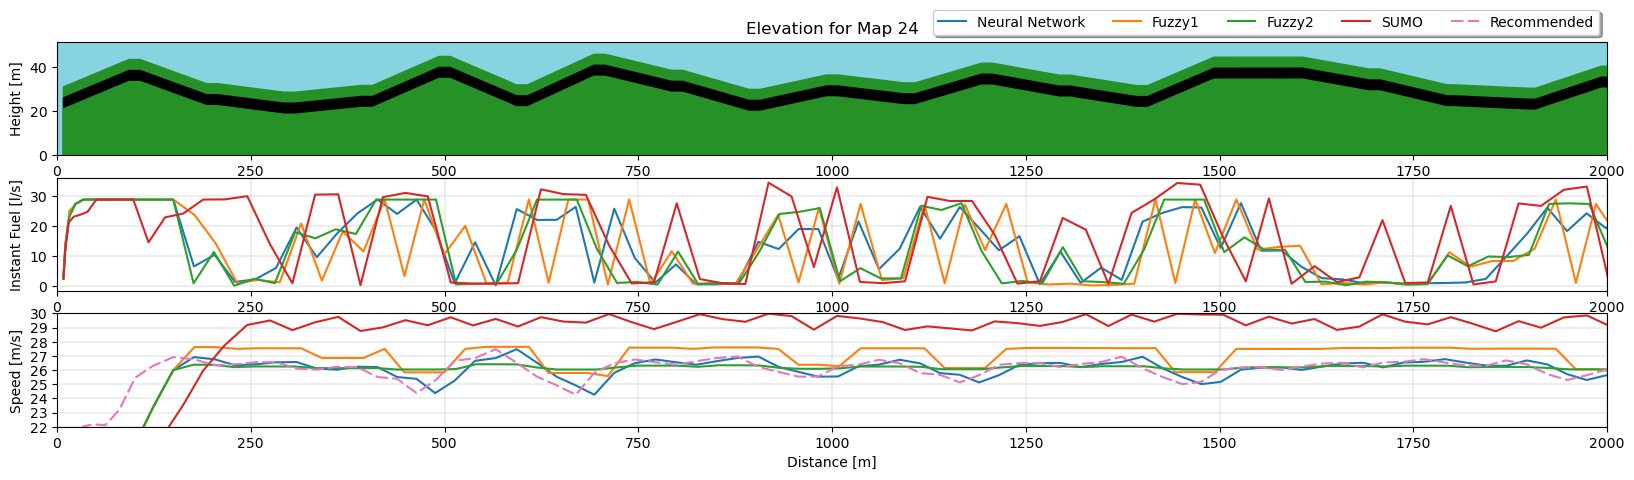 Elevation for Map 24
Neural Network Fuzzy1 Fuzzy2 SUMO Recommended
Height [m]
40
20
0
0 250 500 750 1000 1250 1500 1750 2000
Instant Fuel [l/s]
30
20
10
0
0 250 500 750 1000 1250 1500 1750 2000
Speed [m/s]
30
29
28
27
26
25
24
23
22
0 250 500 750 1000 1250 1500 1750 2000
Distance [m]